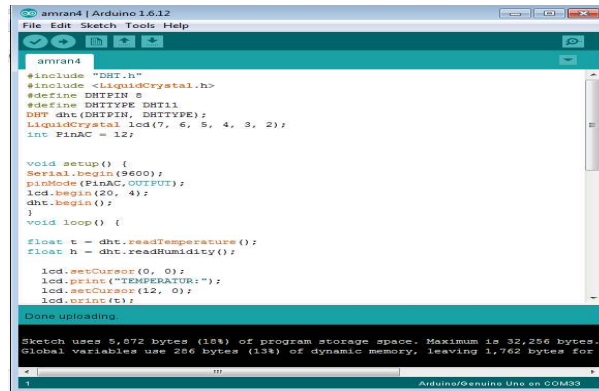 amran4 | Arduino 1.6.12
File Edit Sketch Tools Help
amran4
#include "DHT.h"
#include <LiquidCrystal.h>
#define DHTPIN 8
#define DHTTYPE DHT11
DHT dht(DHTPIN, DHTTYPE);
LiquidCrystal lcd(7, 6, 5, 4, 3, 2);
int PinAC = 12;
void setup() {
Serial.begin(9600);
pinMode(PinAC,OUTPUT);
lcd.begin(20, 4);
dht.begin();
}
void loop() {
float t = dht.readTemperature();
float h = dht.readHumidity();
lcd.setCursor(0, 0);
lcd.print("TEMPERATUR:");
lcd.setCursor(12, 0);
lcd.print(t);
Done uploading.
Sketch uses 5,872 bytes (18%) of program storage space. Maximum is 32,256 bytes.
Global variables use 286 bytes (13%) of dynamic memory, leaving 1,762 bytes for
1
Arduino/Genuino Uno on COM33